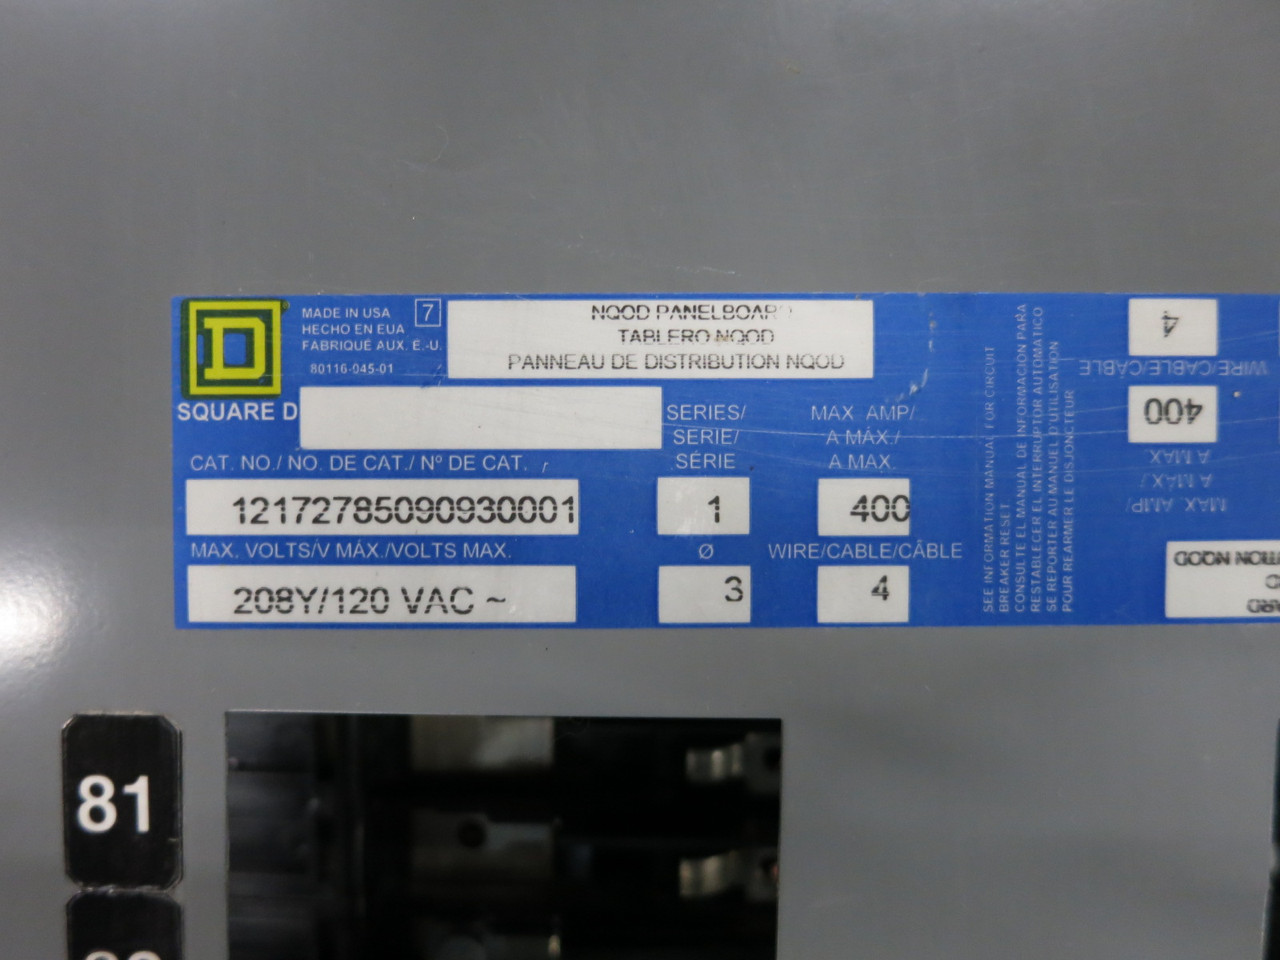 MADE IN USA
HECHO EN EUA
FABRIQUÉ AUX. É.-U.
7
80116-045-01
NQOD PANELBOARD
TABLERO NQOD
PANNEAU DE DISTRIBUTION NQOD
D
SQUARE D
SERIES/
SERIE/
SÉRIE
MAX. AMP/
A MÁX./
A MAX.
CAT. NO./ NO. DE CAT./ Nº DE CAT.
12172785090930001
1
400
MAX. VOLTS/V MÁX./VOLTS MAX.
Ø
WIRE/CABLE/CÂBLE
208Y/120 VAC ~
3
4
SEE INFORMATION MANUAL FOR CIRCUIT
BREAKER RESET
CONSULTE EL MANUAL DE INFORMACION PARA
RESTABLECER EL INTERRUPTOR AUTOMATICO
SE REPORTER AU MANUEL D'UTILISATION
POUR REARMER LE DISJONCTEUR
4
WIRE/CABLE/CÂBLE
400
A MAX.
A MÁX./
MAX. AMP/
81